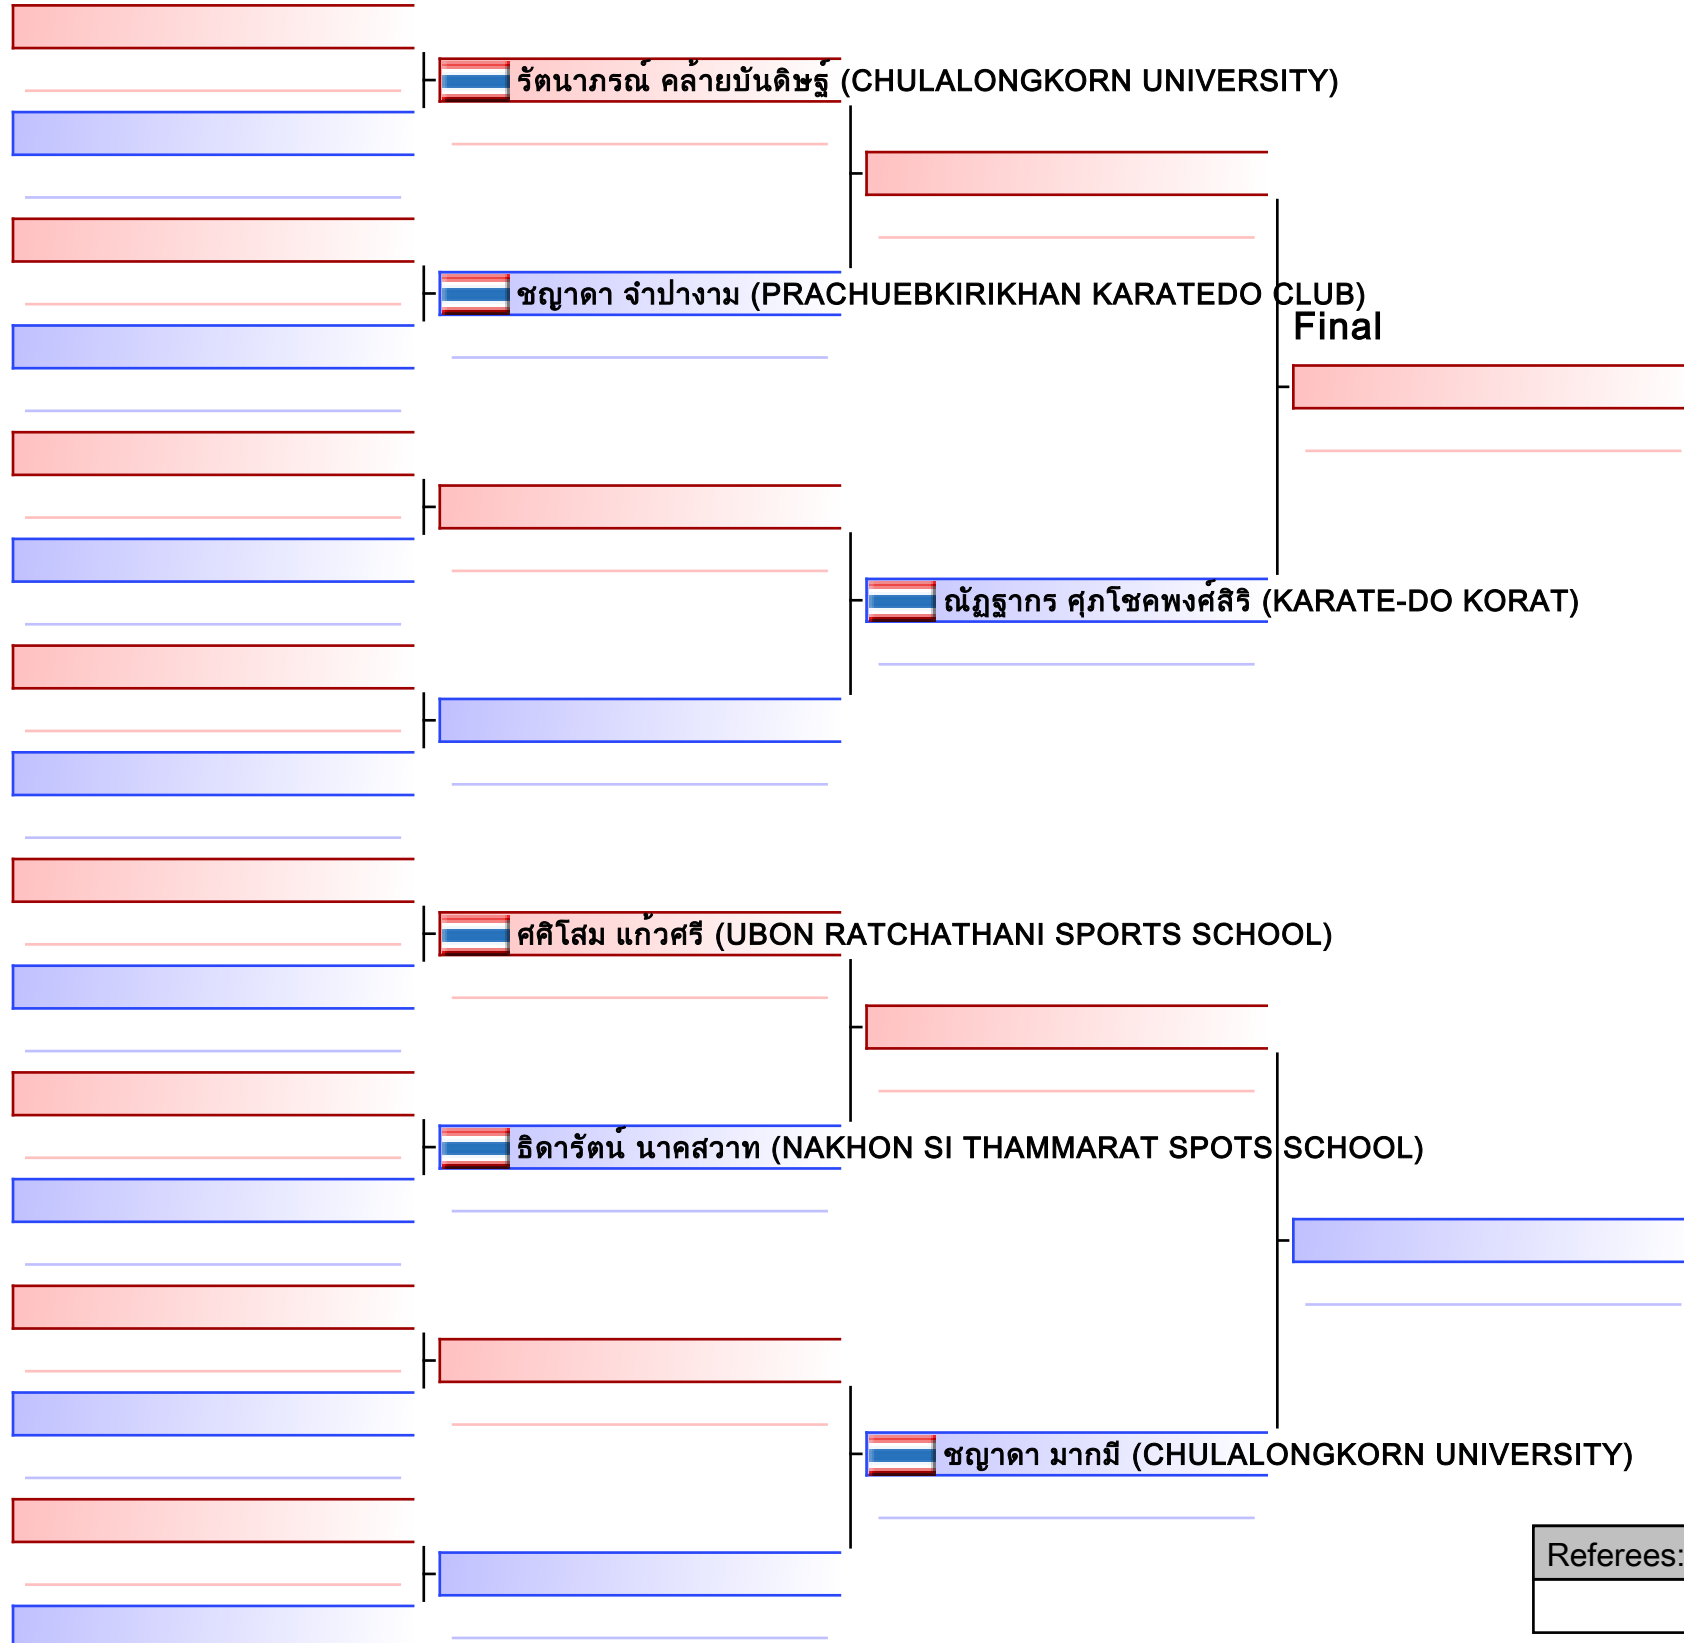 รัตนาภรณ์ คล้ายบันดิษฐ์ (CHULALONGKORN UNIVERSITY)
ชญาดา จำปางาม (PRACHUEBKIRIKHAN KARATEDO CLUB)
Final
ณัฏฐากร ศุภโชคพงศ์สิริ (KARATE-DO KORAT)
ศศิโสม แก้วศรี (UBON RATCHATHANI SPORTS SCHOOL)
ธิดารัตน์ นาคสวาท (NAKHON SI THAMMARAT SPOTS SCHOOL)
ชญาดา มากมี (CHULALONGKORN UNIVERSITY)
Referees: